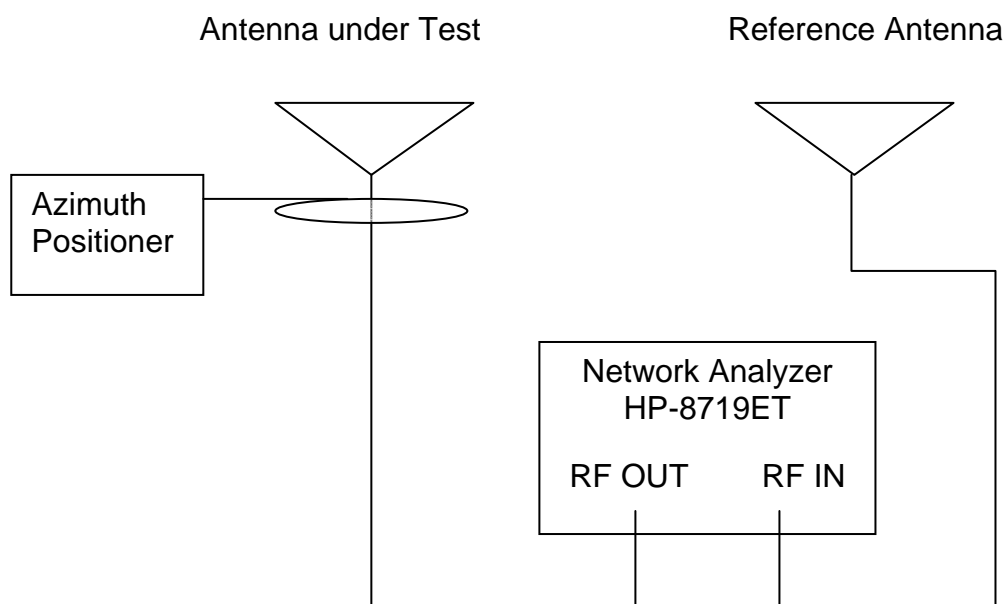 Antenna under Test
Reference Antenna
Azimuth
Positioner
Network Analyzer
HP-8719ET
RF OUT
RF IN